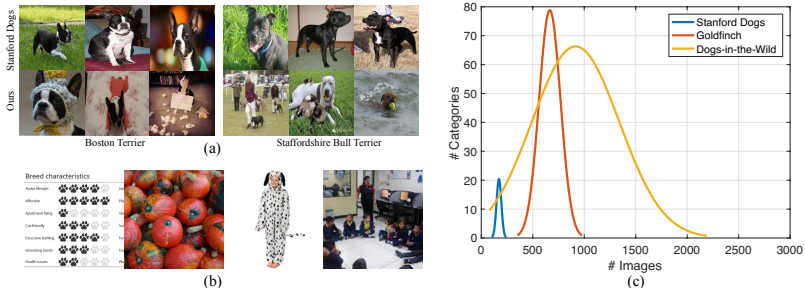 Stanford Dogs
Ours
Boston Terrier
Staffordshire Bull Terrier
(a)
Breed characteristics
Active lifestyle
Affection
Apartment living
Cat friendly
Excessive barking
Grooming needs
Health issues
(b)
80
70
60
50
40
30
20
10
0
# Categories
0 500 1000 1500 2000 2500 3000
# Images
Stanford Dogs
Goldfinch
Dogs-in-the-Wild
(c)